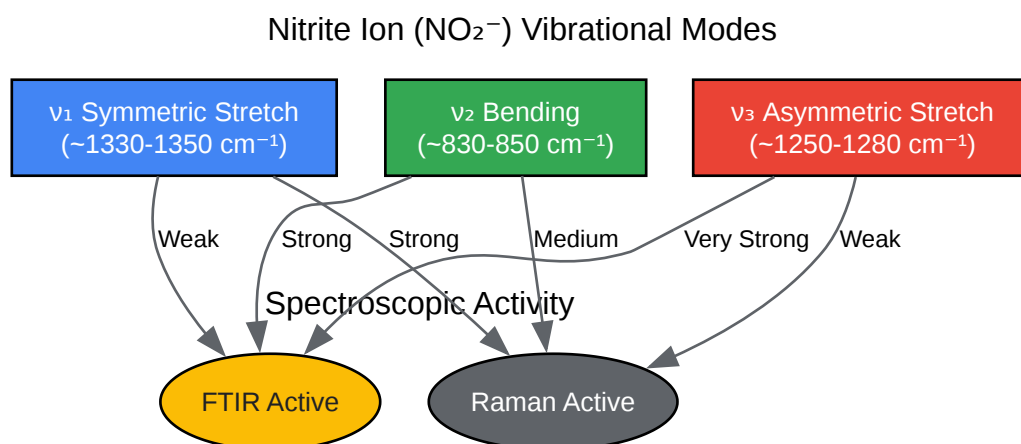 Nitrite Ion (NO₂⁻) Vibrational Modes
ν₁ Symmetric Stretch
(~1330-1350 cm⁻¹)
ν₂ Bending
(~830-850 cm⁻¹)
ν₃ Asymmetric Stretch
(~1250-1280 cm⁻¹)
Weak
Strong
Strong
Medium
Very Strong
Weak
Spectroscopic Activity
FTIR Active
Raman Active